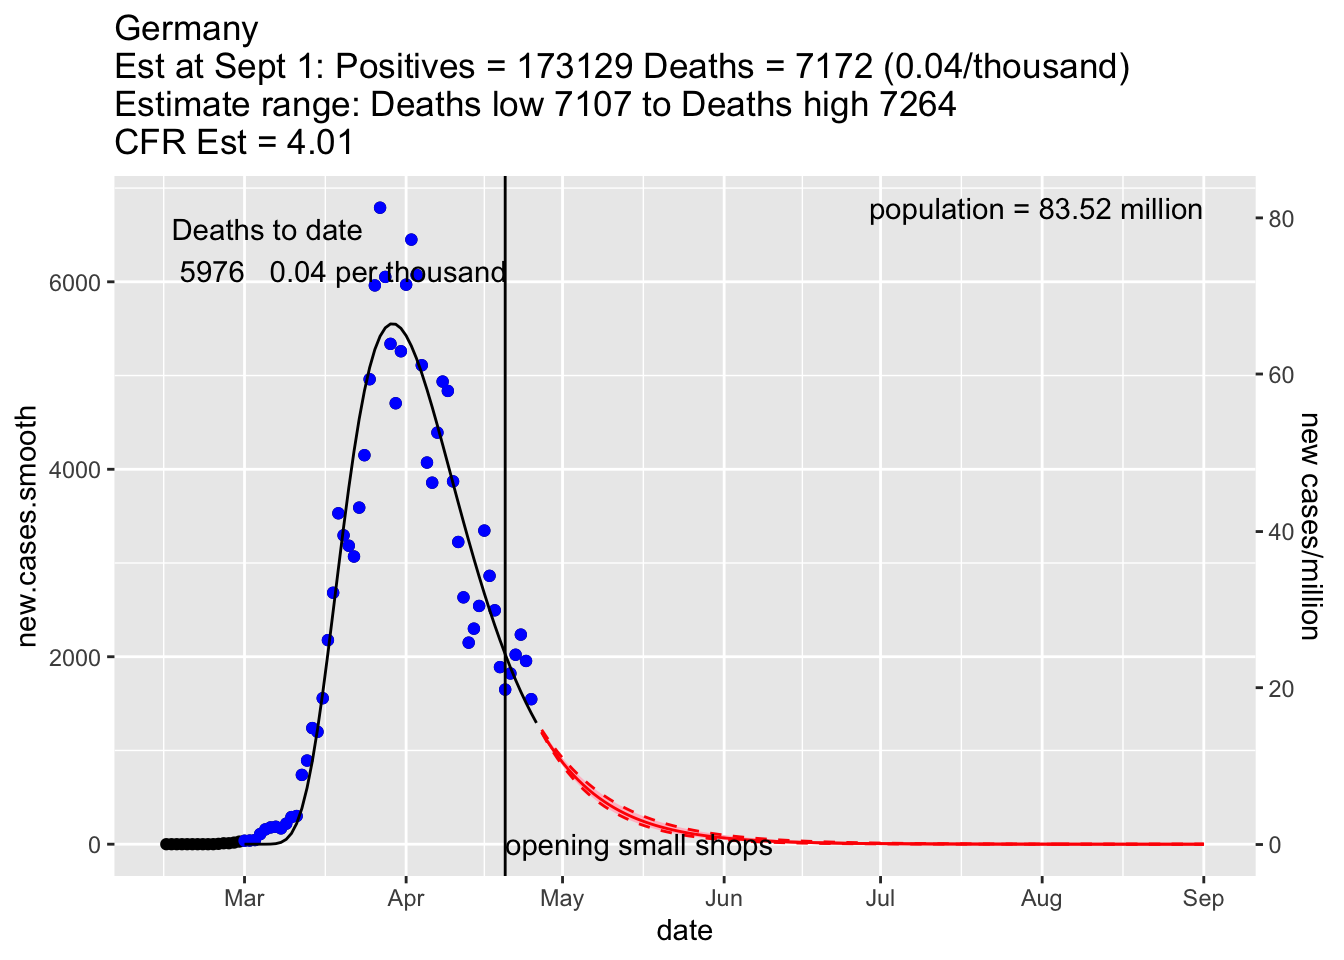 Germany
Est at Sept 1: Positives = 173129 Deaths = 7172 (0.04/thousand)
Estimate range: Deaths low 7107 to Deaths high 7264
CFR Est = 4.01
population = 83.52 million
Deaths to date
5976 0.04 per thousand
opening small shops
new.cases.smooth
6000
4000
2000
0
new cases/million
80
60
40
20
0
Mar Apr May Jun Jul Aug Sep
date